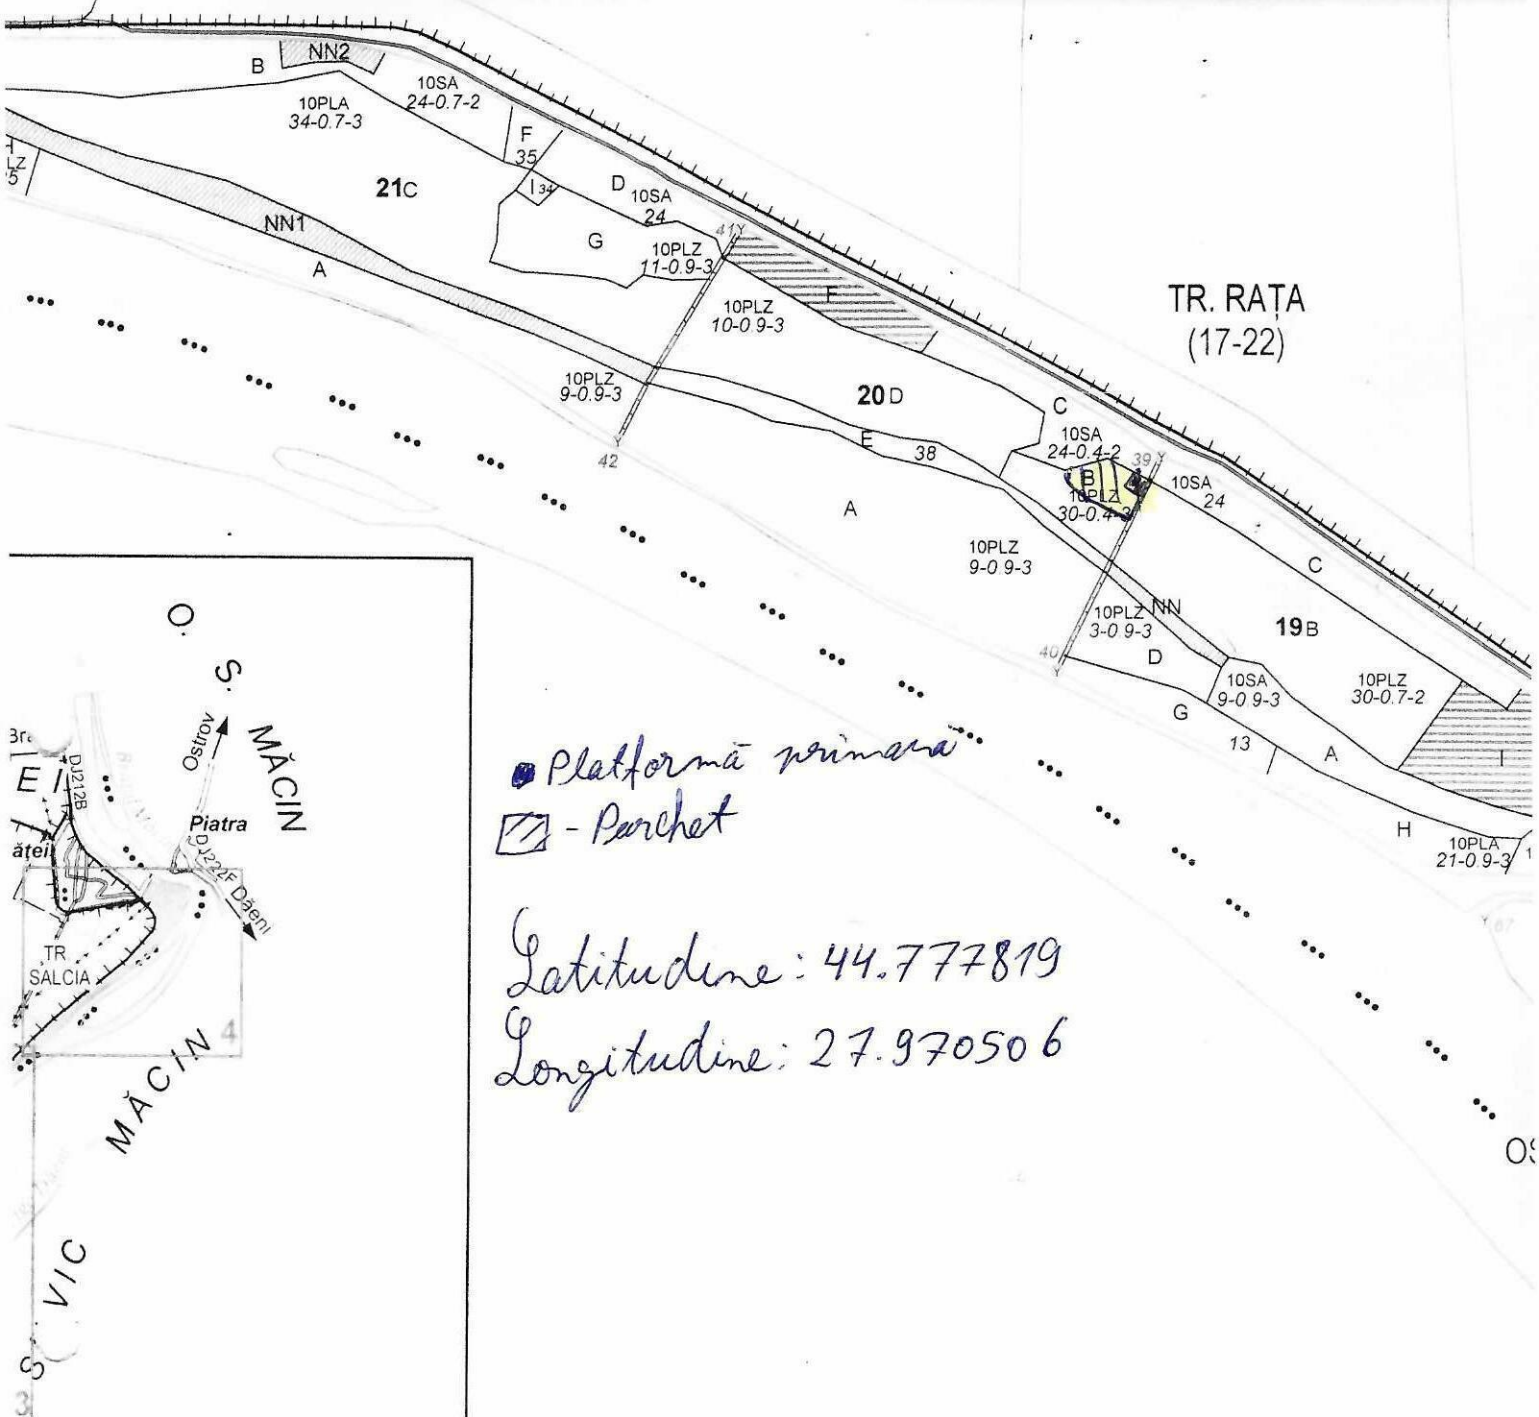 NN2
B
10SA
24-0.7-2
10PLA
34-0.7-3
F
35
21C
I 34
D
10SA
24
NN1
G
10PLZ
11-0.9-3
41 Y
A
F
10PLZ
10-0.9-3
TR. RAȚA
(17-22)
10PLZ
9-0.9-3
20 D
C
E
38
10SA
24-0.4-2
39 Y
Y
42
B
10PLZ
30-0.4-3
10SA
24
A
10PLZ
9-0.9-3
C
10PLZ
3-0.9-3
NN
19B
40
Y
D
10SA
9-0.9-3
10PLZ
30-0.7-2
G
13
A
I
H
10PLA
21-0.9-3
Y 67
O. S. MĂCIN
Ostrov
DJ212B
E I
Piatra
ăței
DJ222F Dăeni
TR.
SALCIA
4
MĂCIN
VIC
S
3
Platformă primara
- Parchet
Latitudine: 44.777819
Longitudine: 27.970506